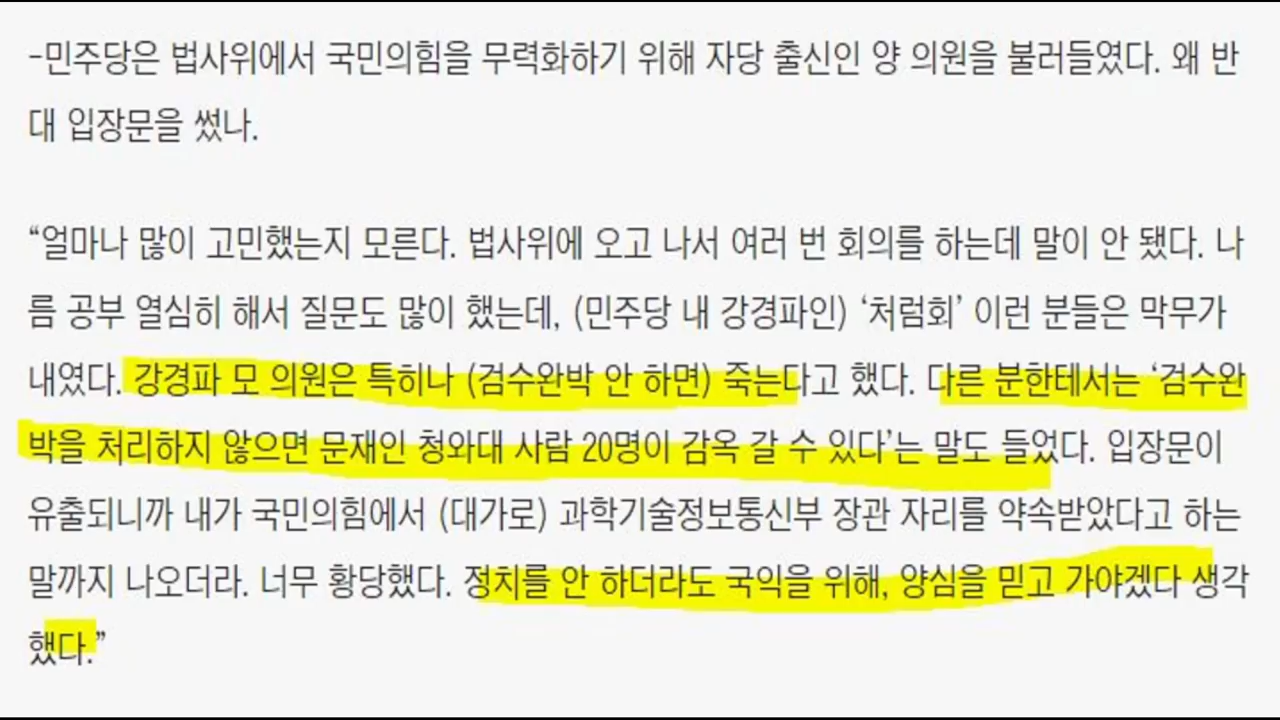 -민주당은 법사위에서 국민의힘을 무력화하기 위해 자당 출신인 양 의원을 불러들였다. 왜 반
대 입장문을 썼나.
“얼마나 많이 고민했는지 모른다. 법사위에 오고 나서 여러 번 회의를 하는데 말이 안 됐다. 나
름 공부 열심히 해서 질문도 많이 했는데, (민주당 내 강경파인) ‘처럼회’ 이런 분들은 막무가
내였다. 강경파 모 의원은 특히나 (검수완박 안 하면) 죽는다고 했다. 다른 분한테서는 ‘검수완
박을 처리하지 않으면 문재인 청와대 사람 20명이 감옥 갈 수 있다’는 말도 들었다. 입장문이
유출되니까 내가 국민의힘에서 (대가로) 과학기술정보통신부 장관 자리를 약속받았다고 하는
말까지 나오더라. 너무 황당했다. 정치를 안 하더라도 국익을 위해, 양심을 믿고 가야겠다 생각
했다.”